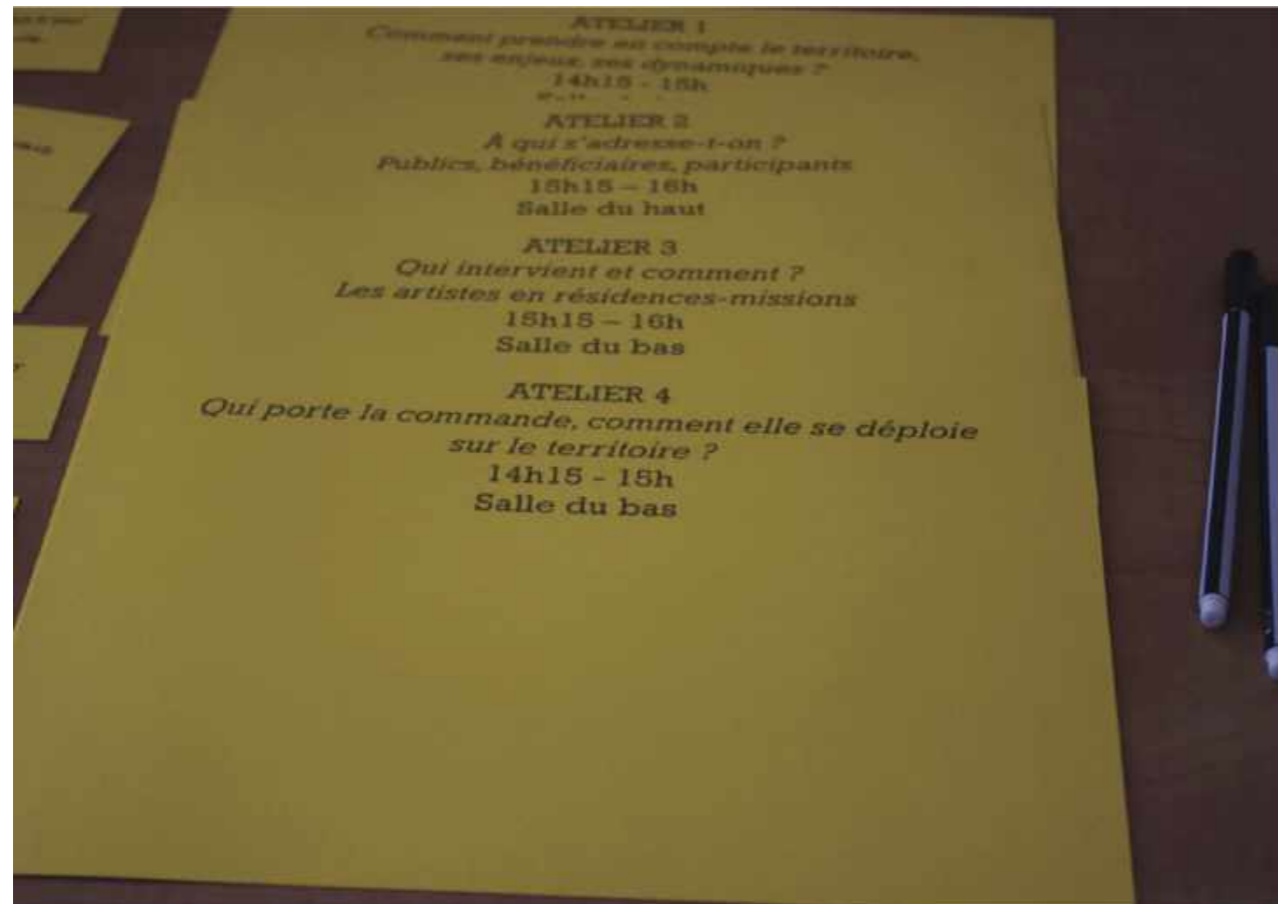 ATELIER 1
Comment prendre en compte le territoire,
ses enjeux, ses dynamiques ?
14h15 - 15h
ATELIER 2
À qui s'adresse-t-on ?
Publics, bénéficiaires, participants
15h15 – 16h
Salle du haut
ATELIER 3
Qui intervient et comment ?
Les artistes en résidences-missions
15h15 – 16h
Salle du bas
ATELIER 4
Qui porte la commande, comment elle se déploie
sur le territoire ?
14h15 - 15h
Salle du bas